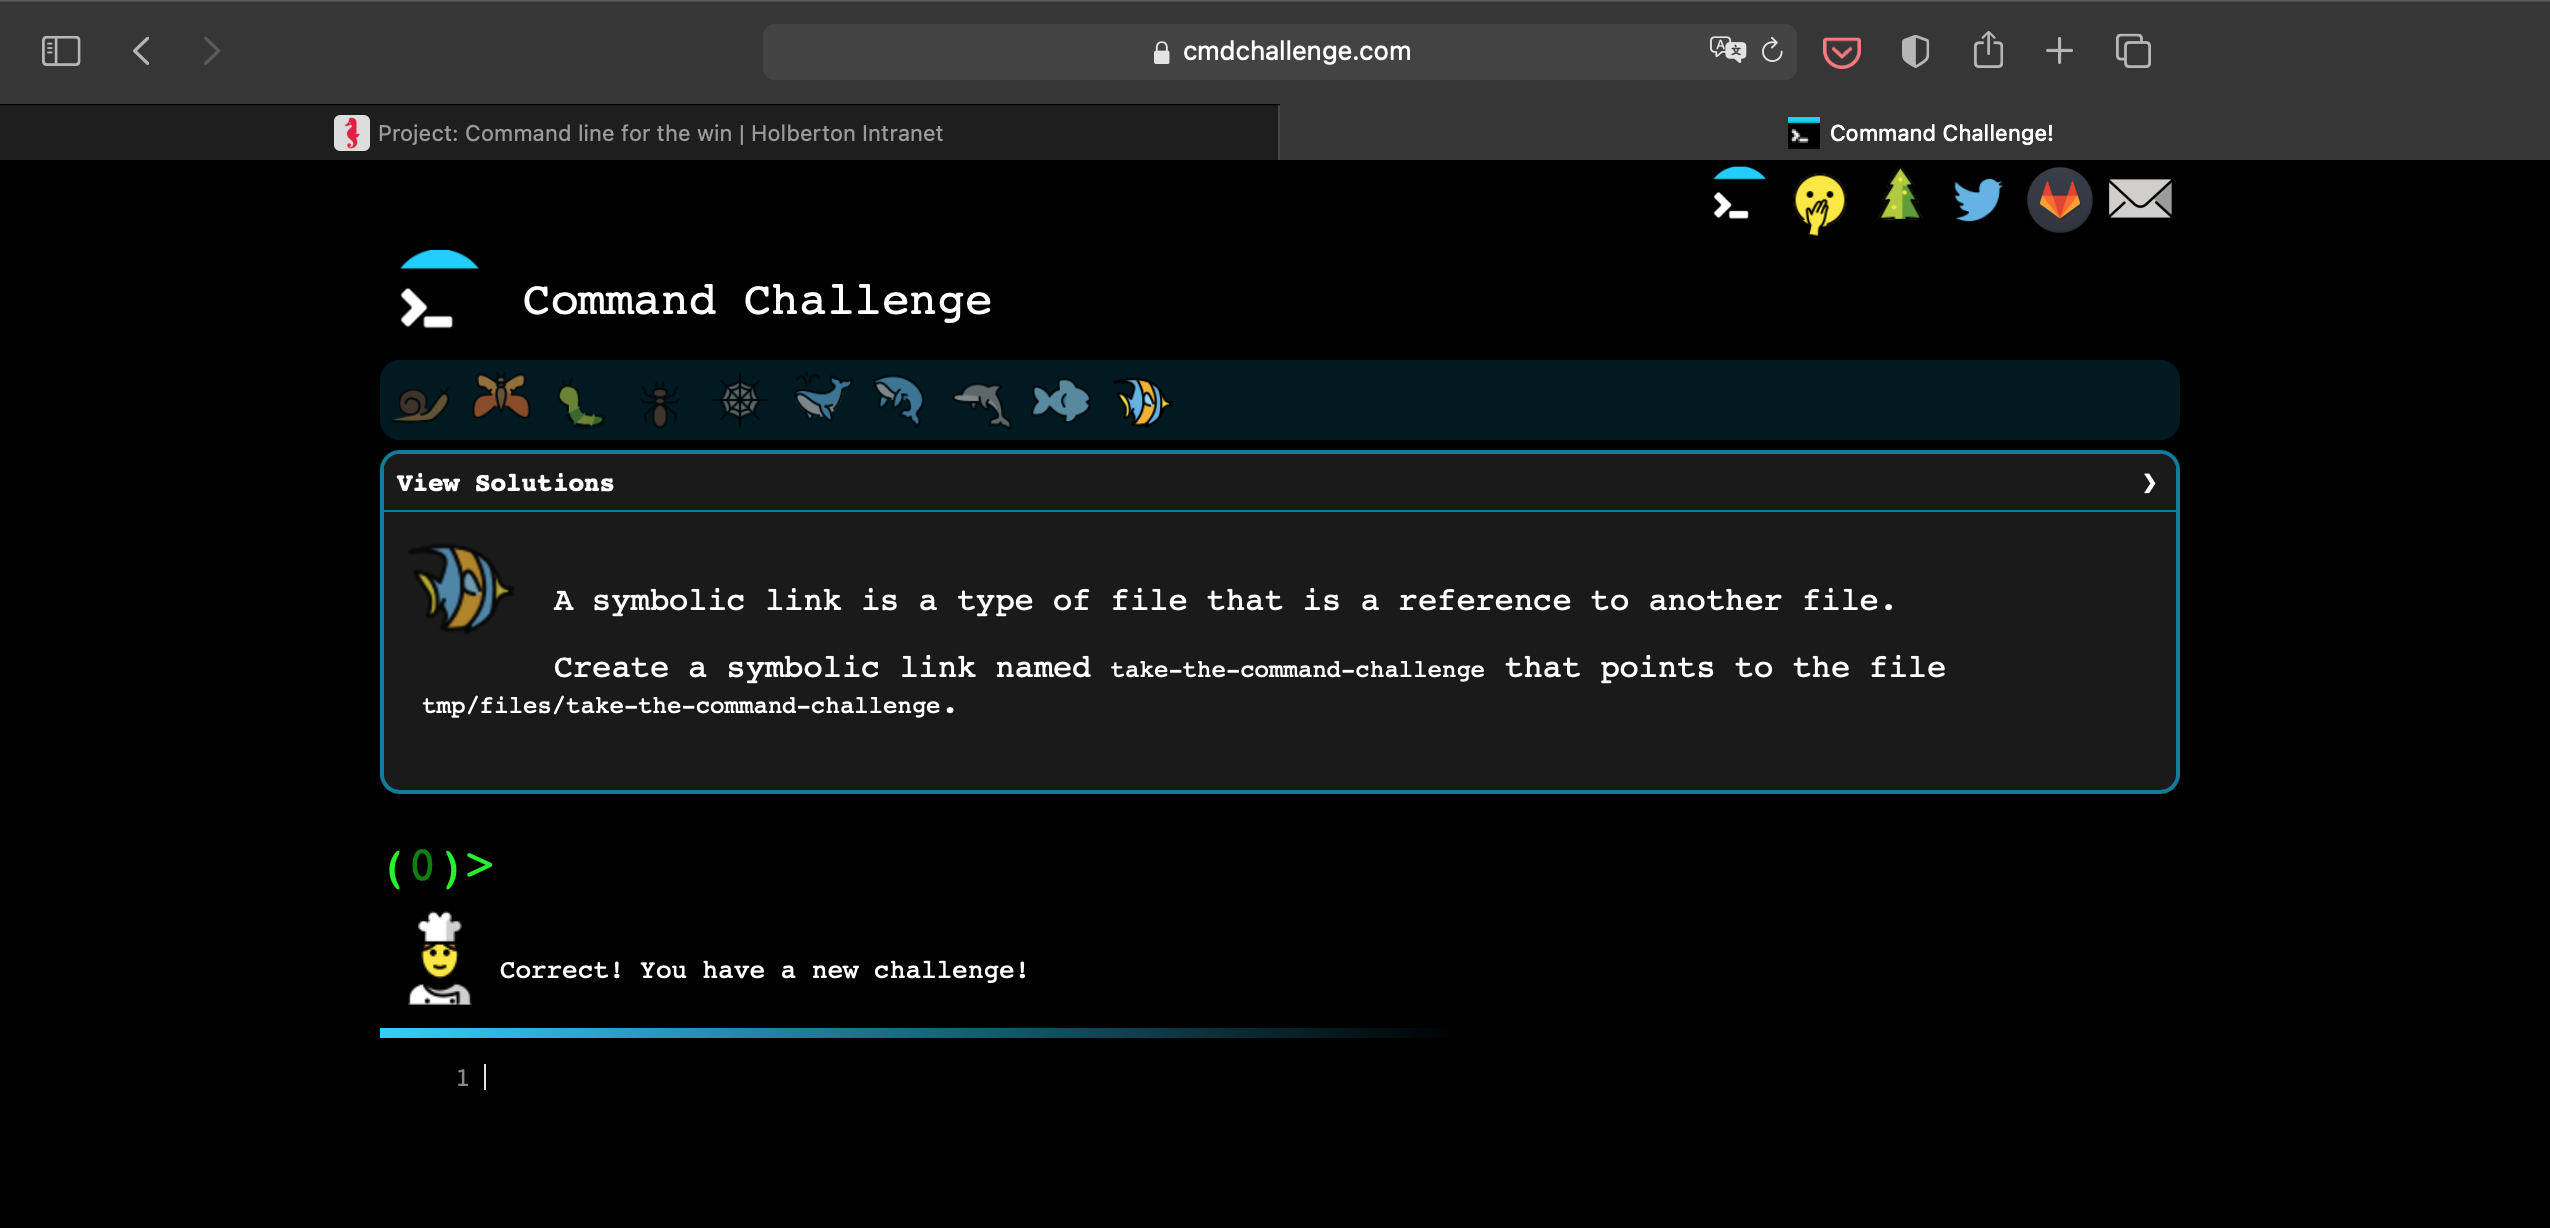 cmdchallenge.com
Project: Command line for the win | Holberton Intranet
Command Challenge!
Command Challenge
View Solutions
A symbolic link is a type of file that is a reference to another file.
Create a symbolic link named take-the-command-challenge that points to the file
tmp/files/take-the-command-challenge.
(0)>
Correct! You have a new challenge!
1